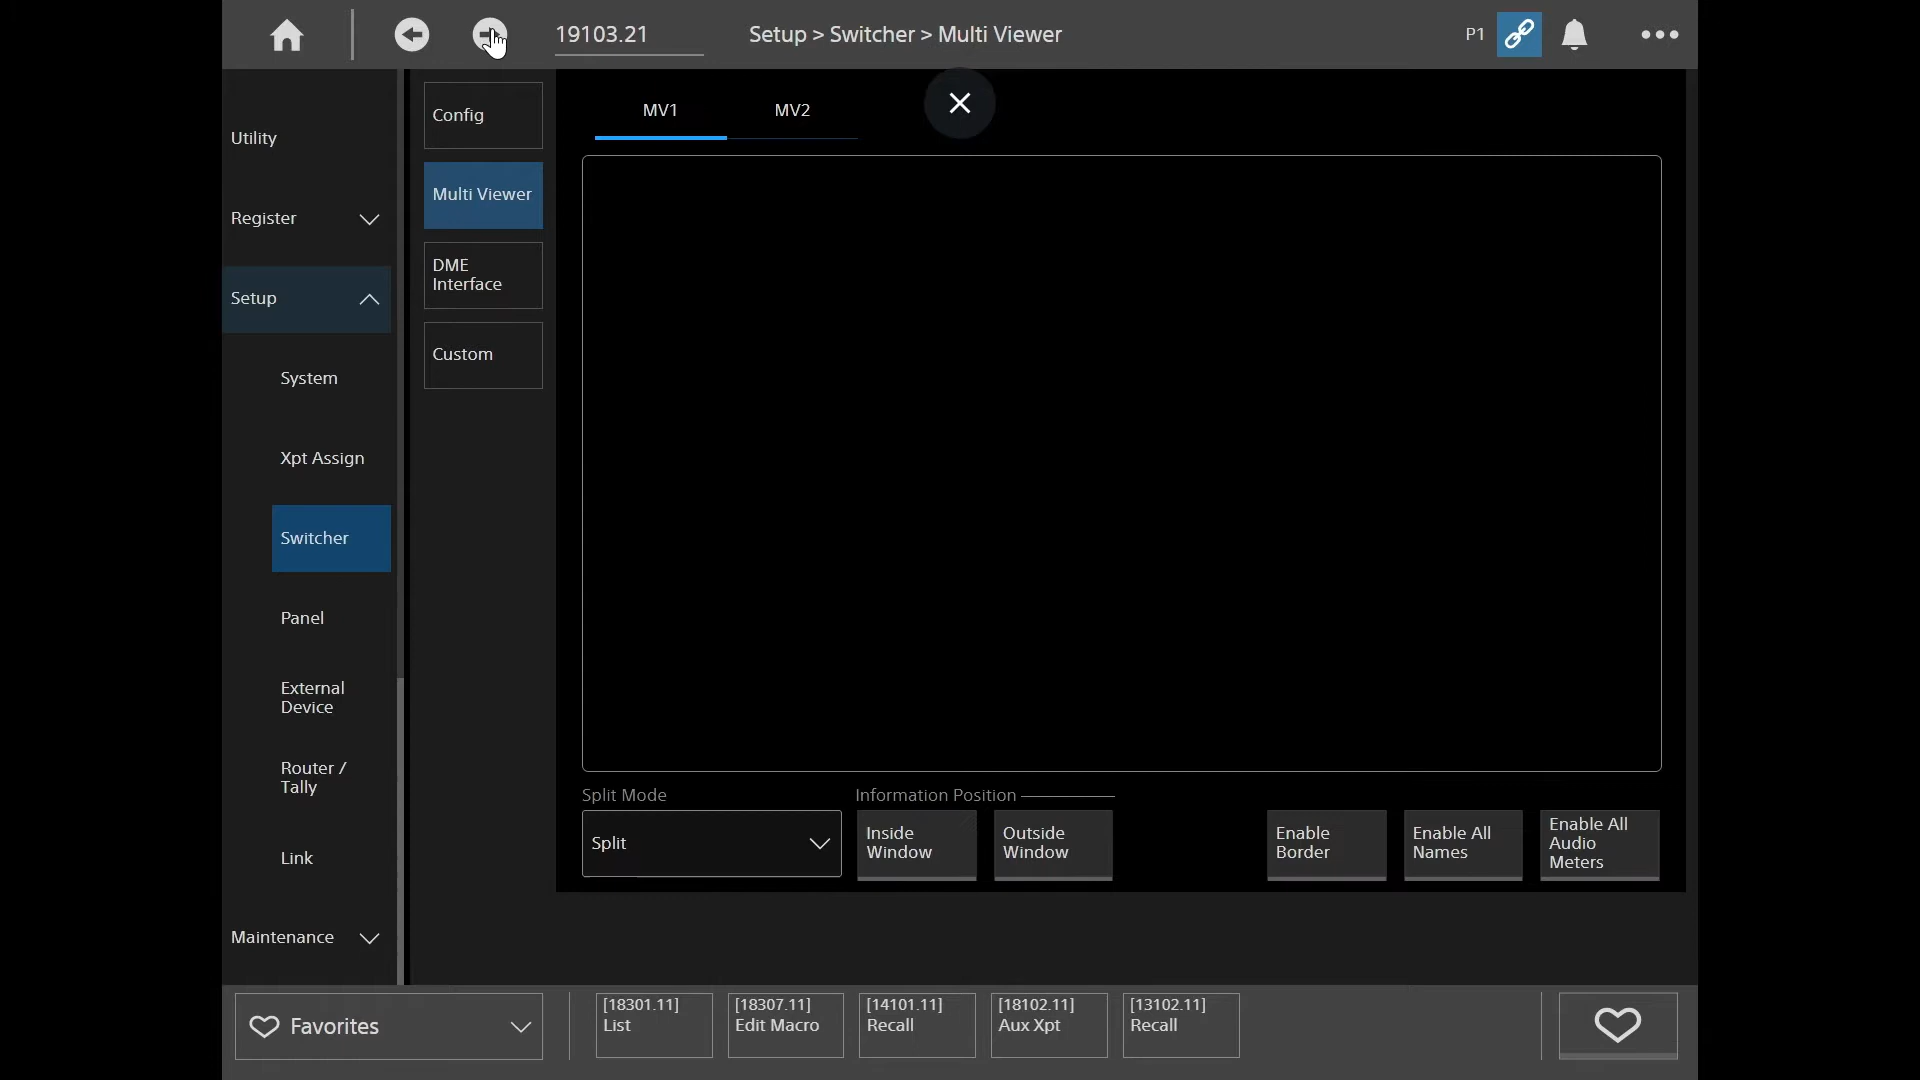 19103.21
Setup > Switcher > Multi Viewer
P1
Utility
Register
Setup
System
Xpt Assign
Switcher
Panel
External
Device
Router /
Tally
Link
Maintenance
Config
Multi Viewer
DME
Interface
Custom
MV1
MV2
Split Mode
Split
Information Position
Inside
Window
Outside
Window
Enable
Border
Enable All
Names
Enable All
Audio
Meters
Favorites
[18301.11]
List
[18307.11]
Edit Macro
[14101.11]
Recall
[18102.11]
Aux Xpt
[13102.11]
Recall